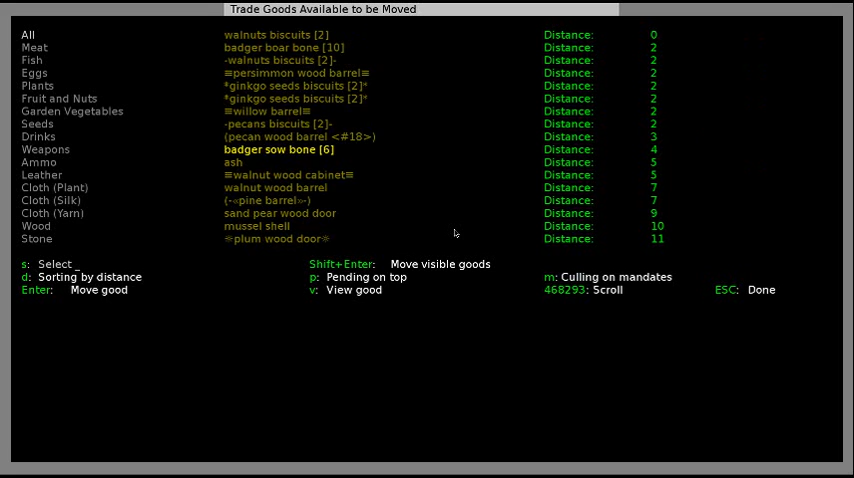 Trade Goods Available to be Moved
All walnuts biscuits [2] Distance: 0
Meat badger boar bone [10] Distance: 2
Fish -walnuts biscuits [2]- Distance: 2
Eggs ≡persimmon wood barrel≡ Distance: 2
Plants *ginkgo seeds biscuits [2]* Distance: 2
Fruit and Nuts *ginkgo seeds biscuits [2]* Distance: 2
Garden Vegetables ≡willow barrel≡ Distance: 2
Seeds -pecans biscuits [2]- Distance: 2
Drinks (pecan wood barrel <#18>) Distance: 3
Weapons badger sow bone [6] Distance: 4
Ammo ash Distance: 5
Leather ≡walnut wood cabinet≡ Distance: 5
Cloth (Plant) walnut wood barrel Distance: 7
Cloth (Silk) (-«pine barrel»-) Distance: 7
Cloth (Yarn) sand pear wood door Distance: 9
Wood mussel shell Distance: 10
Stone ☼plum wood door☼ Distance: 11
s: Select_ Shift+Enter: Move visible goods
d: Sorting by distance p: Pending on top m: Culling on mandates
Enter: Move good v: View good 468293: Scroll ESC: Done